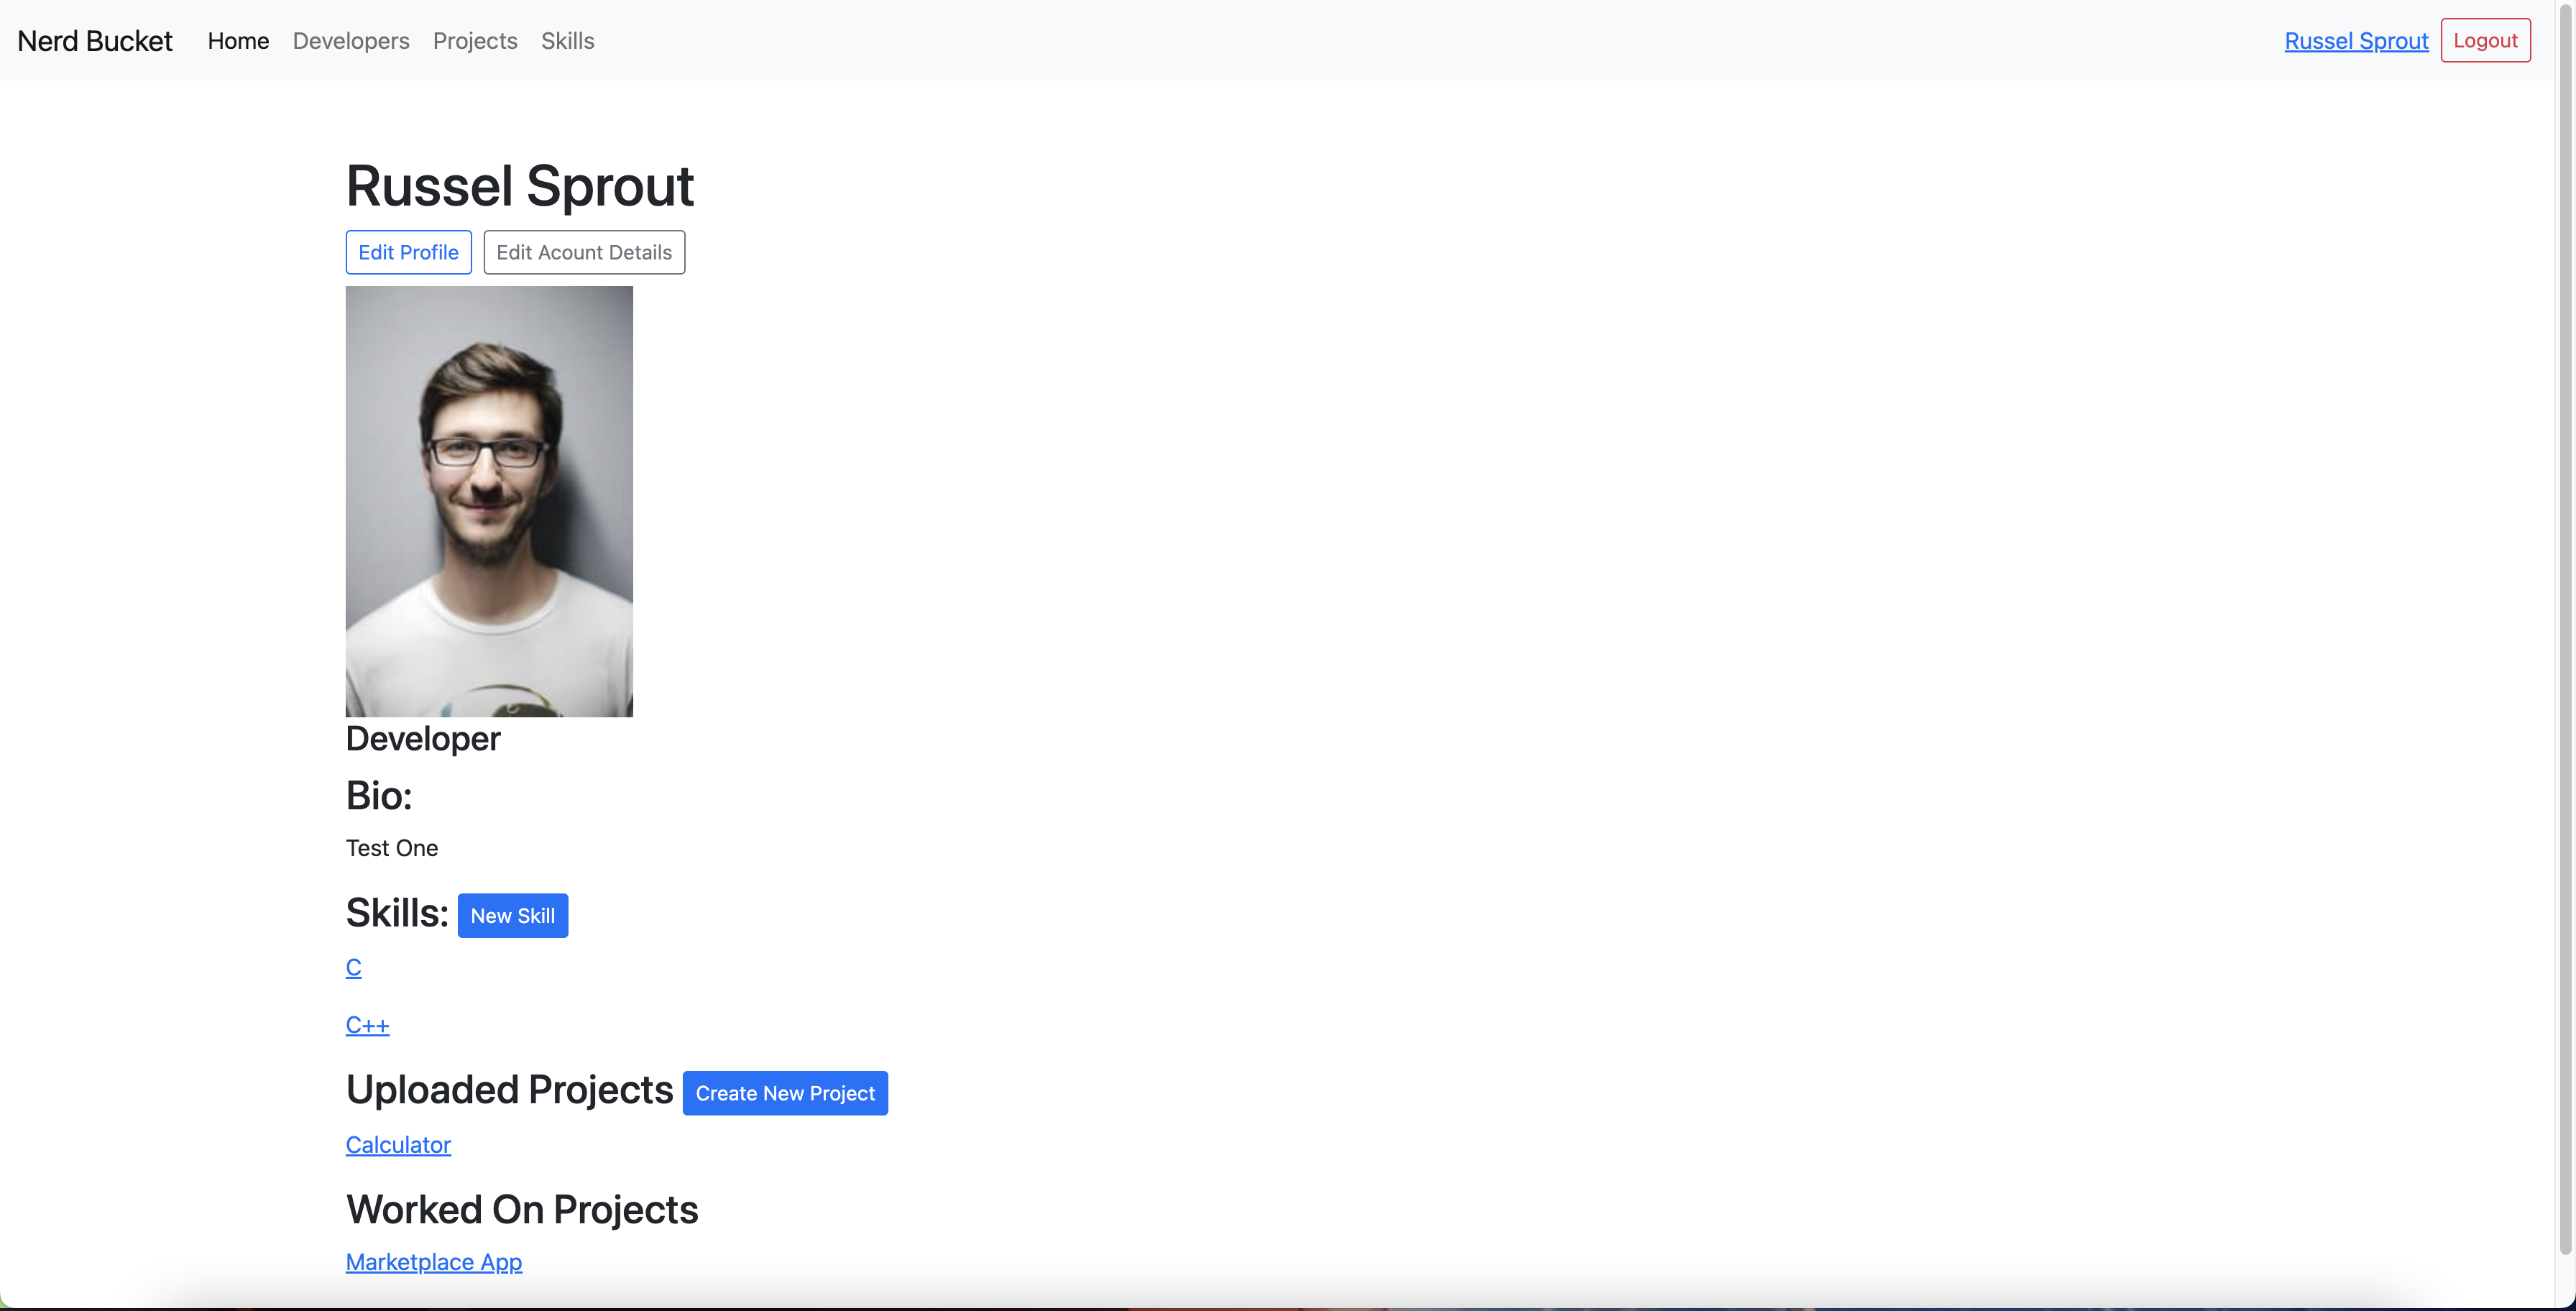 Nerd Bucket Home Developers Projects Skills Russel Sprout Logout
Russel Sprout
Edit Profile Edit Acount Details
Developer
Bio:
Test One
Skills: New Skill
C
C++
Uploaded Projects Create New Project
Calculator
Worked On Projects
Marketplace App